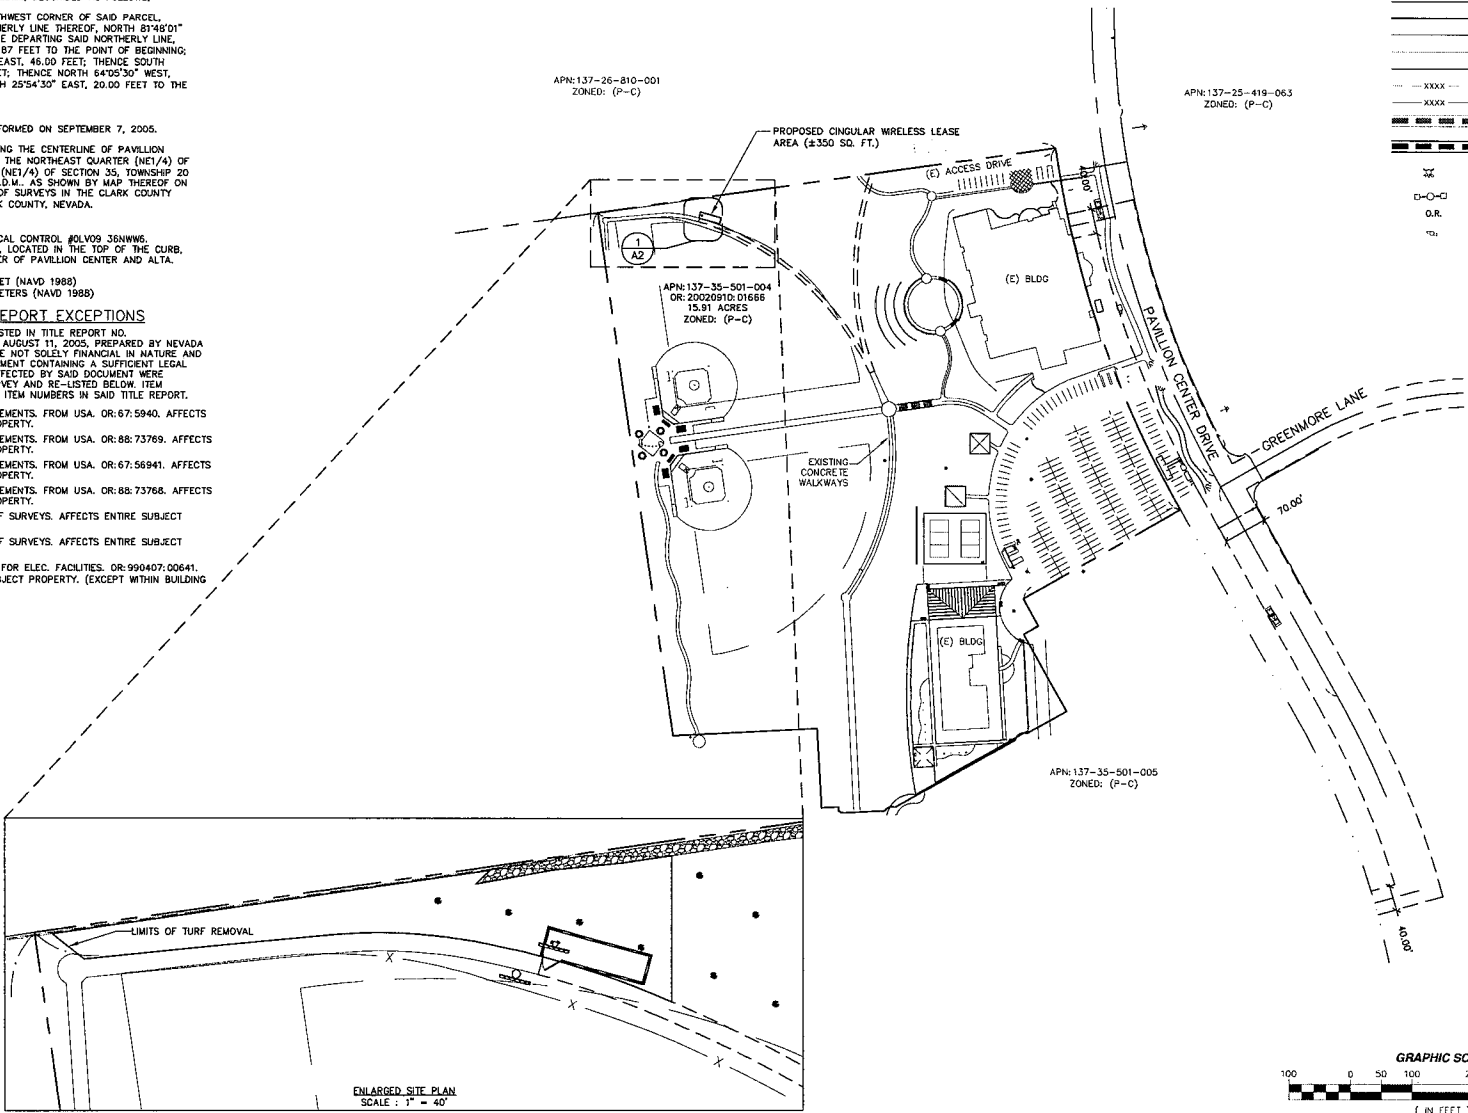 THWEST CORNER OF SAID PARCEL,
HERLY LINE THEREOF, NORTH 81°48'01"
E DEPARTING SAID NORTHERLY LINE,
87 FEET TO THE POINT OF BEGINNING;
EAST, 46.00 FEET; THENCE SOUTH
ET; THENCE NORTH 64°05'30" WEST,
H 25°54'30" EAST, 20.00 FEET TO THE
FORMED ON SEPTEMBER 7, 2005.
NG THE CENTERLINE OF PAVILLION
THE NORTHEAST QUARTER (NE1/4) OF
(NE1/4) OF SECTION 35, TOWNSHIP 20
.D.M., AS SHOWN BY MAP THEREOF ON
OF SURVEYS IN THE CLARK COUNTY
K COUNTY, NEVADA.
CAL CONTROL #0LV09 36NWW6.
, LOCATED IN THE TOP OF THE CURB,
ER OF PAVILLION CENTER AND ALTA.
ET (NAVD 1988)
ETERS (NAVD 1988)
EPORT EXCEPTIONS
STED IN TITLE REPORT NO.
AUGUST 11, 2005, PREPARED BY NEVADA
E NOT SOLELY FINANCIAL IN NATURE AND
MENT CONTAINING A SUFFICIENT LEGAL
FECTED BY SAID DOCUMENT WERE
VEY AND RE-LISTED BELOW. ITEM
ITEM NUMBERS IN SAID TITLE REPORT.
EMENTS. FROM USA. OR:67:5940. AFFECTS
OPERTY.
EMENTS. FROM USA. OR:88:73769. AFFECTS
OPERTY.
EMENTS. FROM USA. OR:67:56941. AFFECTS
OPERTY.
EMENTS. FROM USA. OR:88:73768. AFFECTS
OPERTY.
F SURVEYS. AFFECTS ENTIRE SUBJECT
F SURVEYS. AFFECTS ENTIRE SUBJECT
FOR ELEC. FACILITIES. OR:990407:00641.
BJECT PROPERTY. (EXCEPT WITHIN BUILDING
APN:137-26-810-001
ZONED: (P-C)
APN:137-25-419-063
ZONED: (P-C)
XXXX
XXXX
O.R.
PROPOSED CINGULAR WIRELESS LEASE
AREA (±350 SQ. FT.)
(E) ACCESS DRIVE
40.00'
1
A2
APN:137-35-501-004
OR: 20020910:01666
15.91 ACRES
ZONED: (P-C)
(E) BLDG
PAVILLION CENTER DRIVE
GREENMORE LANE
70.00'
EXISTING
CONCRETE
WALKWAYS
(E) BLDG
APN:137-35-501-005
ZONED: (P-C)
40.00'
LIMITS OF TURF REMOVAL
X
X
X
ENLARGED SITE PLAN
SCALE : 1" = 40'
GRAPHIC SC
100 0 50 100 2
( IN FEET )